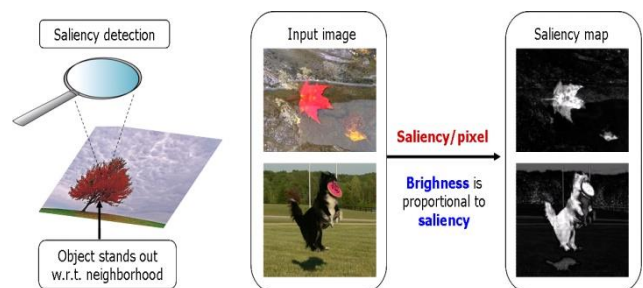 Saliency detection
Object stands out
w.r.t. neighborhood
Input image
Saliency/pixel
Brighness is
proportional to
saliency
Saliency map